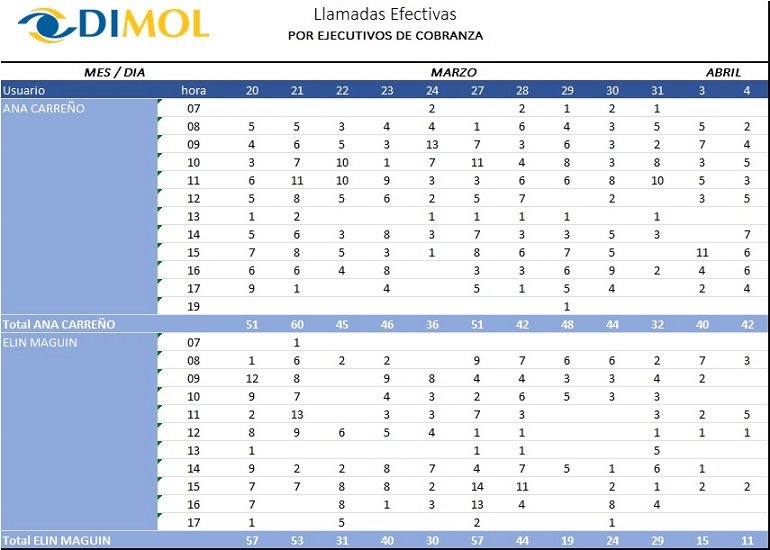 DIMOL
Llamadas Efectivas
POR EJECUTIVOS DE COBRANZA
MES / DIA MARZO ABRIL
Usuario hora 20 21 22 23 24 27 28 29 30 31 3 4
ANA CARREÑO 07 2 2 1 2 1
08 5 5 3 4 4 1 6 4 3 5 5 2
09 4 6 5 3 13 7 3 6 3 2 7 4
10 3 7 10 1 7 11 4 8 3 8 3 5
11 6 11 10 9 3 3 6 6 8 10 5 3
12 5 8 5 6 2 5 7 2 3 5
13 1 2 1 1 1 1 1
14 5 6 3 8 3 7 3 3 5 3 7
15 7 8 5 3 1 8 6 7 5 11 6
16 6 6 4 8 3 3 6 9 2 4 6
17 9 1 4 5 1 5 4 2 4
19 1
Total ANA CARREÑO 51 60 45 46 36 51 42 48 44 32 40 42
ELIN MAGUIN 07 1
08 1 6 2 2 9 7 6 6 2 7 3
09 12 8 9 8 4 4 3 3 4 2
10 9 7 4 3 2 6 5 3 3
11 2 13 3 3 7 3 3 2 5
12 8 9 6 5 4 1 1 1 1 1
13 1 1 1 5
14 9 2 2 8 7 4 7 5 1 6 1
15 7 7 8 8 2 14 11 2 1 2 2
16 7 8 1 3 13 4 8 4
17 1 5 2 1
Total ELIN MAGUIN 57 53 31 40 30 57 44 19 24 29 15 11